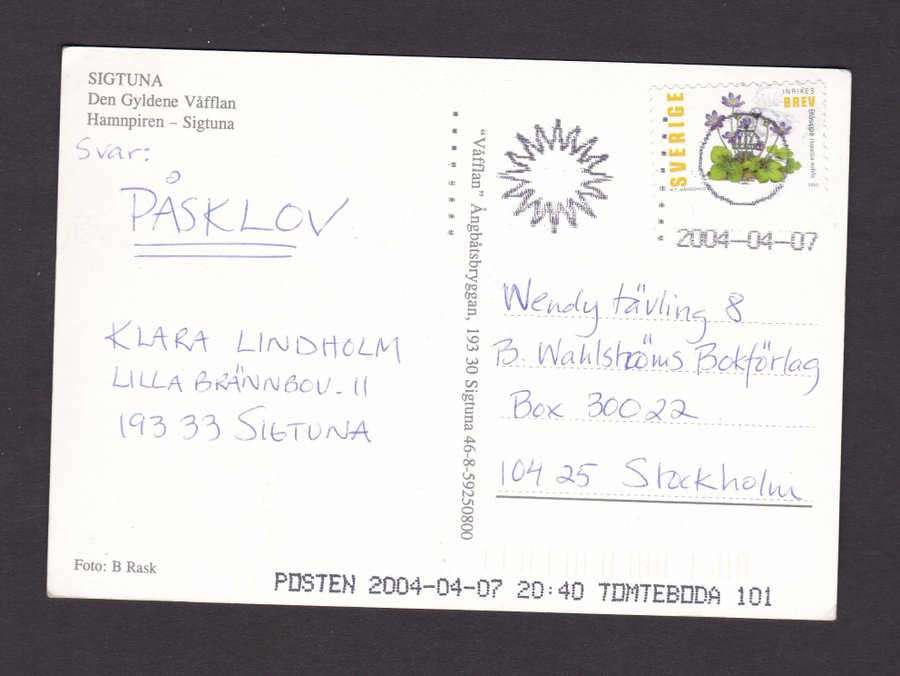 SIGTUNA
Den Gyldene Våfflan
Hamnpiren – Sigtuna
Svar:
PÅSKLOV
KLARA LINDHOLM
LILLA BRÄNNBOV. 11
193 33 SIGTUNA
Foto: B Rask
"Våfflan" Ångbåtsbryggan, 193 30 Sigtuna 46-8-59250800
SVERIGE
INRIKES
BREV
2004-04-07
Wendy tävling 8
B. Wahlströms Bokförlag
Box 30022
104 25 Stockholm
POSTEN 2004-04-07 20:40 TOMTEBODA 101